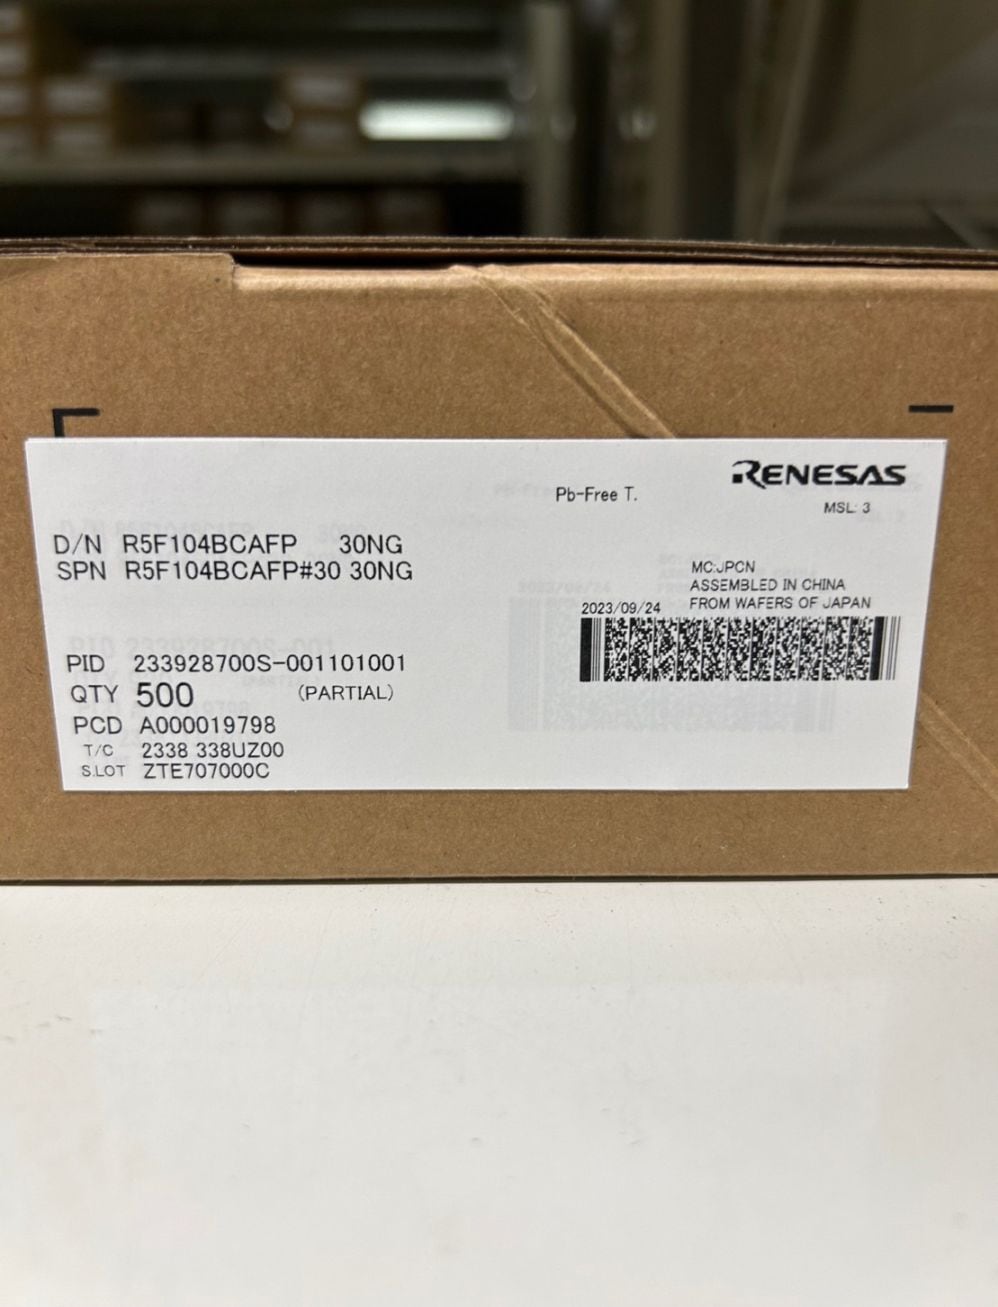 RENESAS
Pb-Free T.
MSL: 3
D/N R5F104BCAFP 30NG
SPN R5F104BCAFP#30 30NG
MC:JPCN
ASSEMBLED IN CHINA
2023/09/24 FROM WAFERS OF JAPAN
PID 233928700S-001101001
QTY 500 (PARTIAL)
PCD A000019798
T/C 2338 338UZ00
S.LOT ZTE707000C